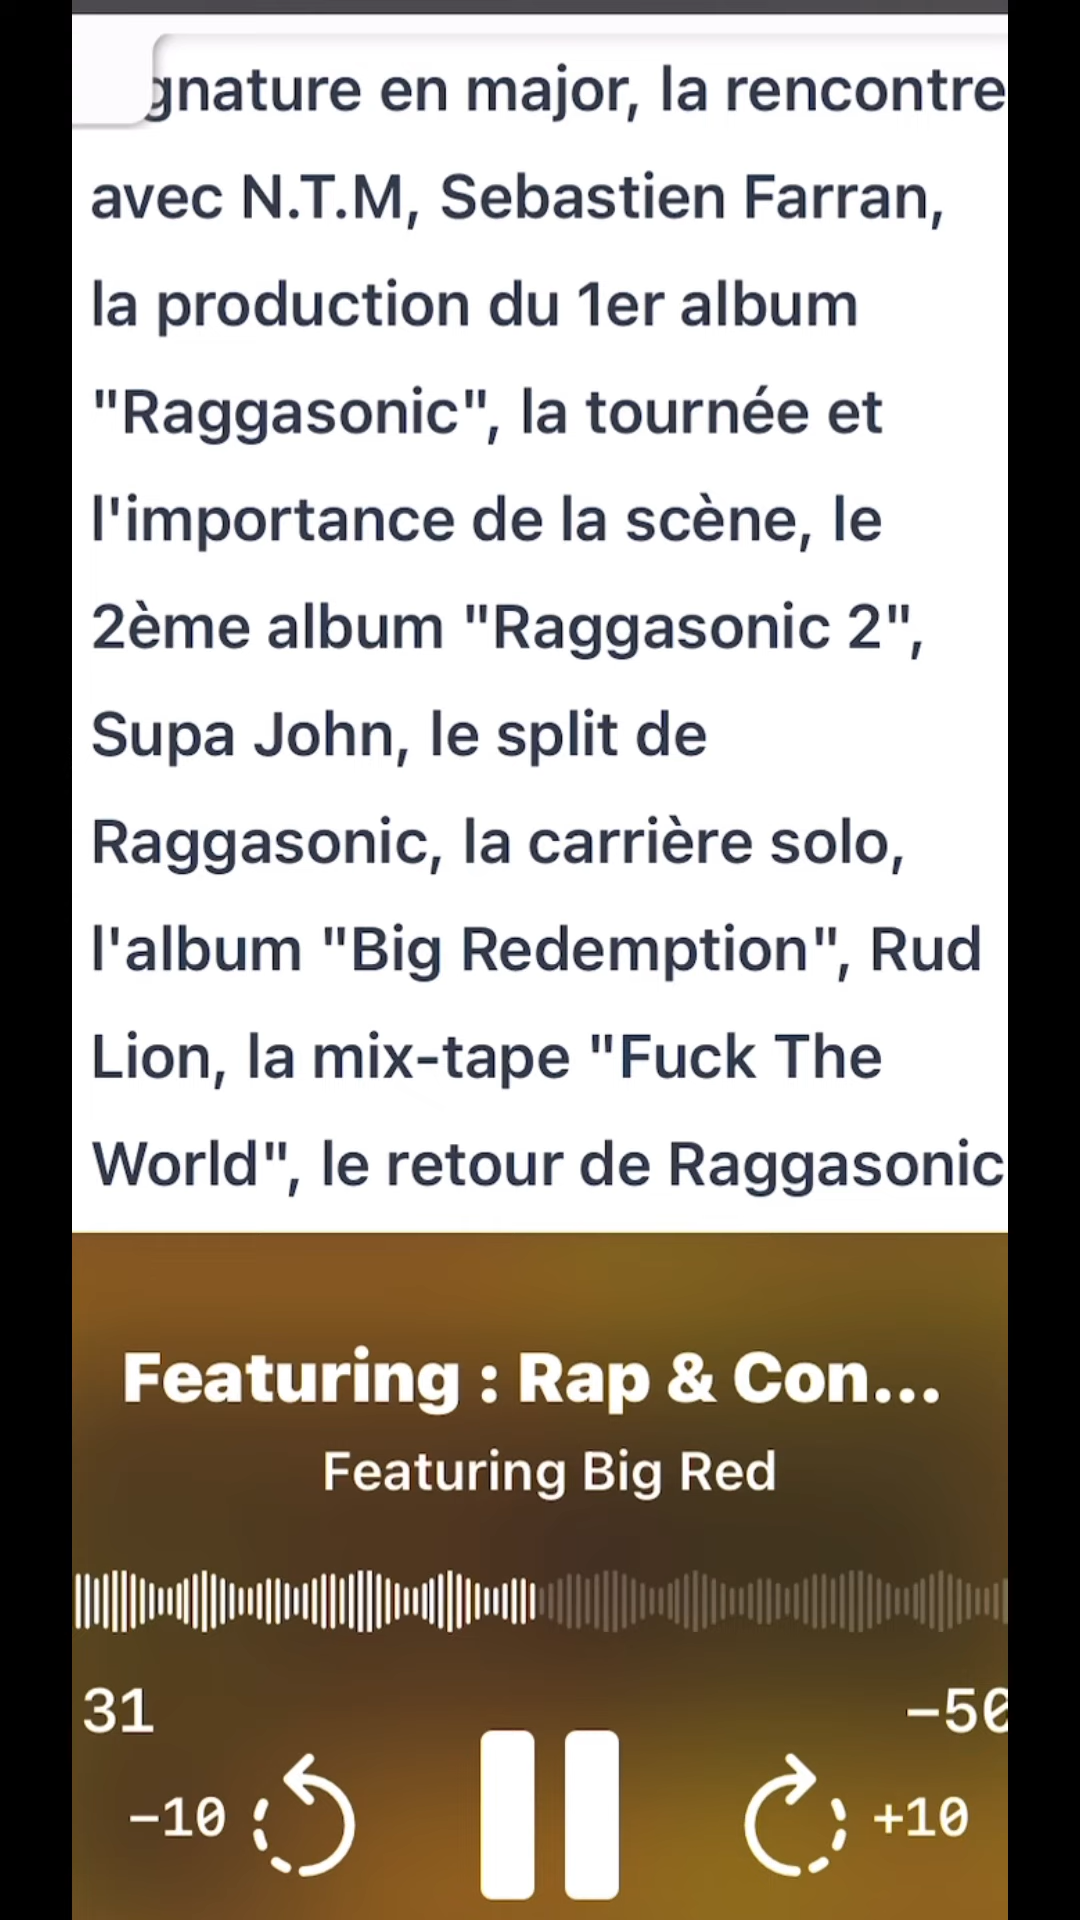 gnature en major, la rencontre
avec N.T.M, Sebastien Farran,
la production du 1er album
"Raggasonic", la tournée et
l'importance de la scène, le
2ème album "Raggasonic 2",
Supa John, le split de
Raggasonic, la carrière solo,
l'album "Big Redemption", Rud
Lion, la mix-tape "Fuck The
World", le retour de Raggasonic
Featuring : Rap & Con...
Featuring Big Red
31 -50
-10 +10